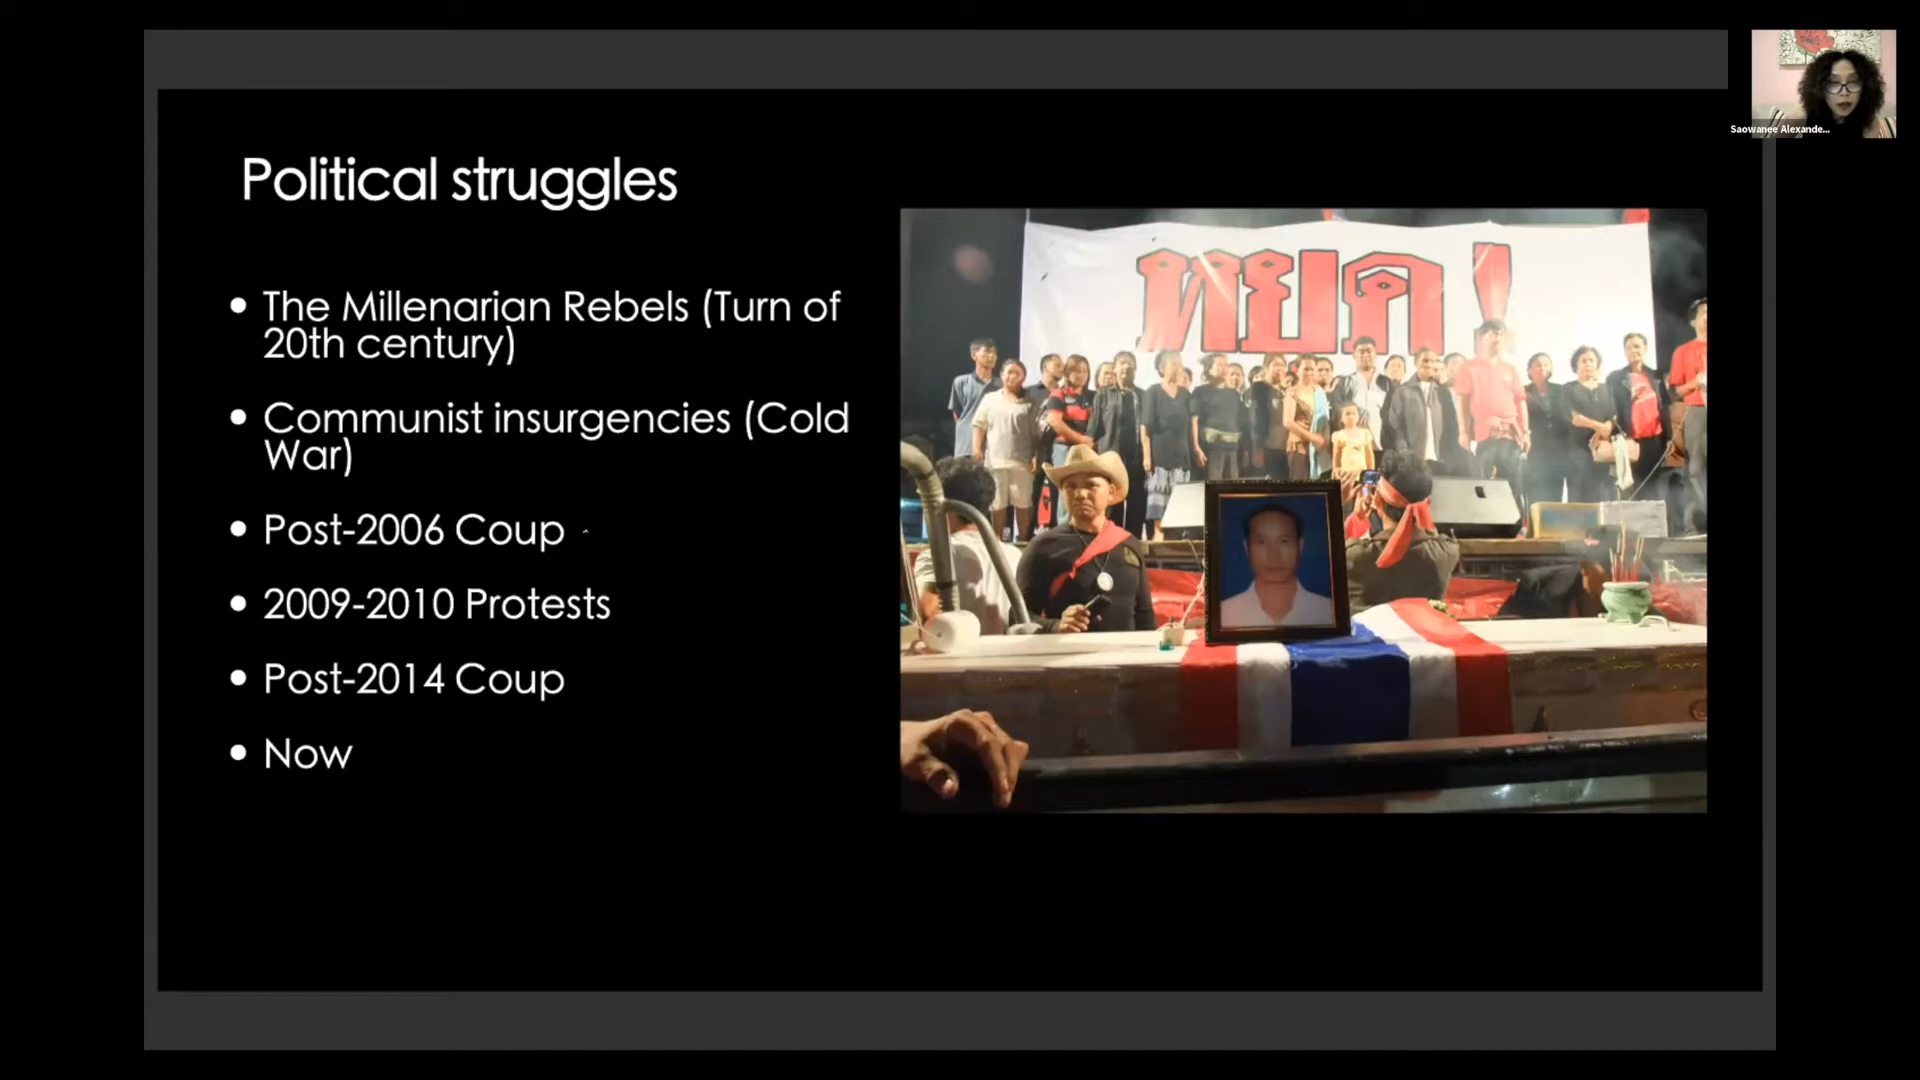 Saowanee Alexande...
Political struggles
• The Millenarian Rebels (Turn of
20th century)
• Communist insurgencies (Cold
War)
• Post-2006 Coup
• 2009-2010 Protests
• Post-2014 Coup
• Now
หยุด !